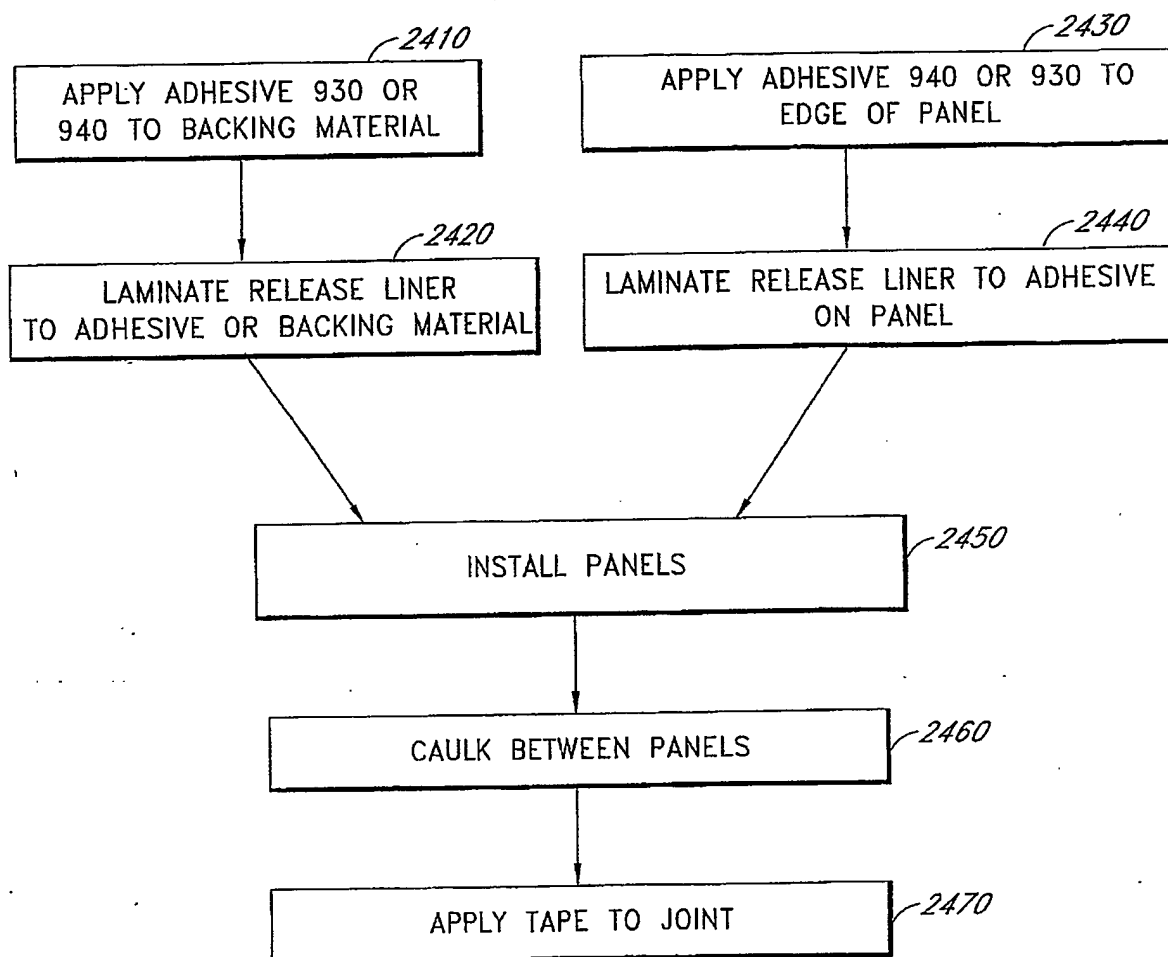 2410
APPLY ADHESIVE 930 OR
940 TO BACKING MATERIAL
2430
APPLY ADHESIVE 940 OR 930 TO
EDGE OF PANEL
2420
LAMINATE RELEASE LINER
TO ADHESIVE OR BACKING MATERIAL
2440
LAMINATE RELEASE LINER TO ADHESIVE
ON PANEL
2450
INSTALL PANELS
2460
CAULK BETWEEN PANELS
2470
APPLY TAPE TO JOINT